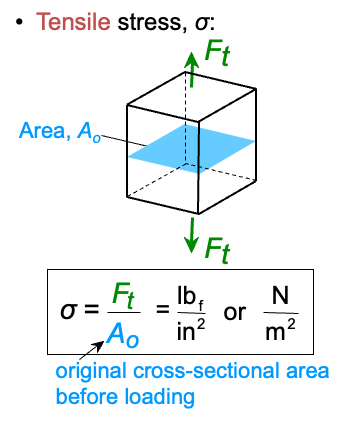 • Tensile stress, σ:
Ft
Area, Ao
Ft
σ = Ft / Ao = lbf / in² or N / m²
original cross-sectional area
before loading